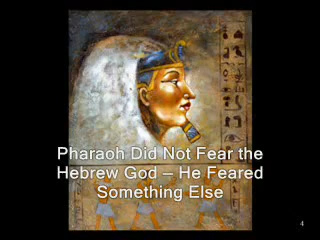 Pharaoh Did Not Fear the
Hebrew God – He Feared
Something Else
4